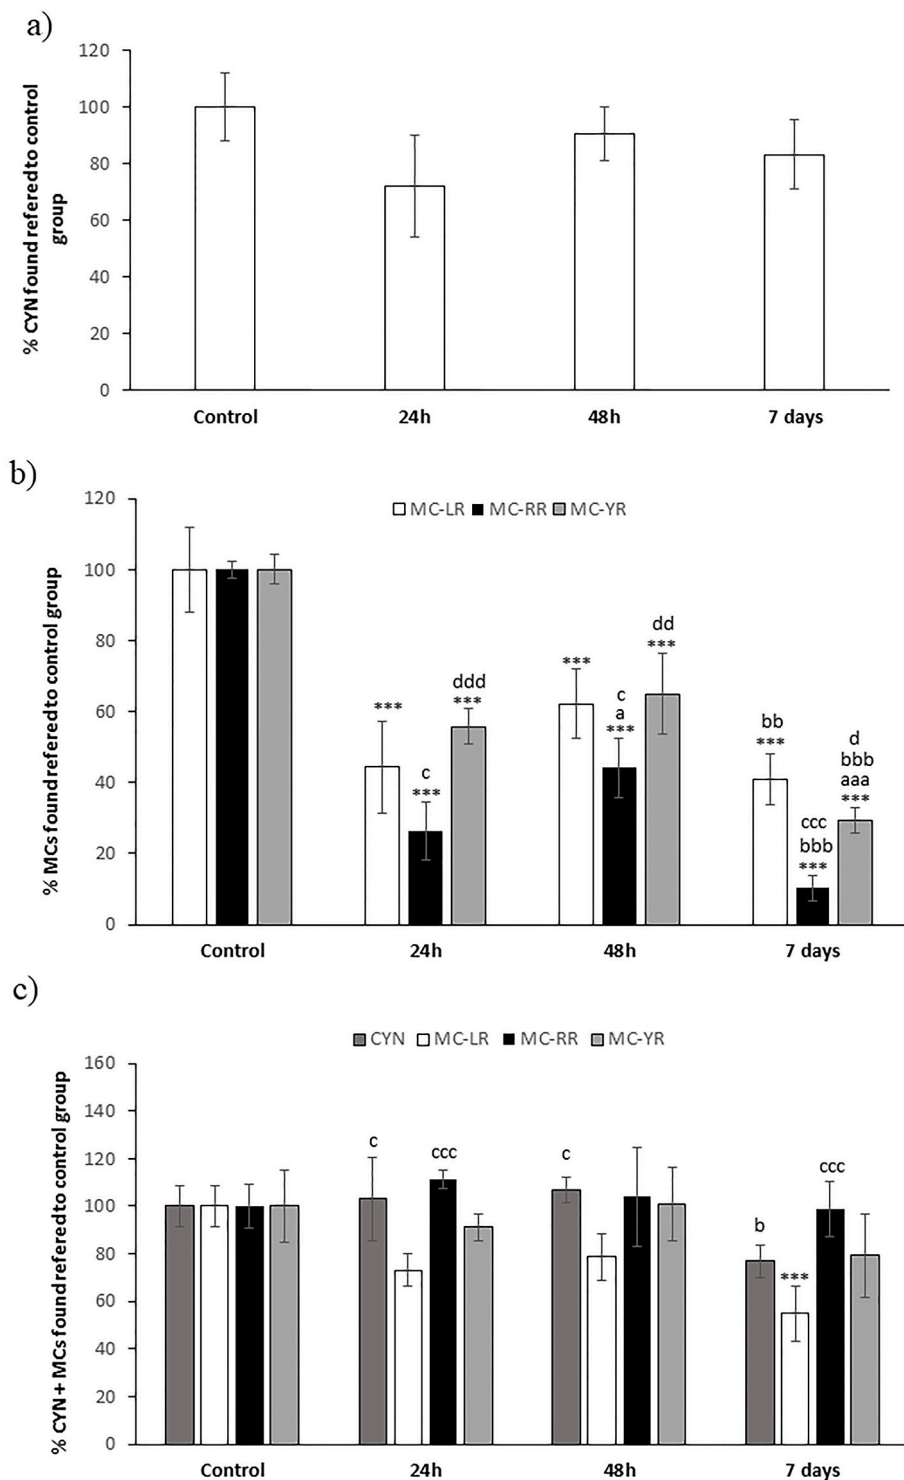 a)
% CYN found refered to control
group
120
100
80
60
40
20
0
Control 24h 48h 7 days
b)
% MCs found refered to control group
MC-LR MC-RR MC-YR
120
100
80
60
40
20
0
***
c
***
ddd
***
***
c
a
***
dd
***
bb
***
ccc
bbb
***
d
bbb
aaa
***
Control 24h 48h 7 days
c)
% CYN + MCs found refered to control group
CYN MC-LR MC-RR MC-YR
160
140
120
100
80
60
40
20
0
c
ccc
c
b
***
ccc
Control 24h 48h 7 days